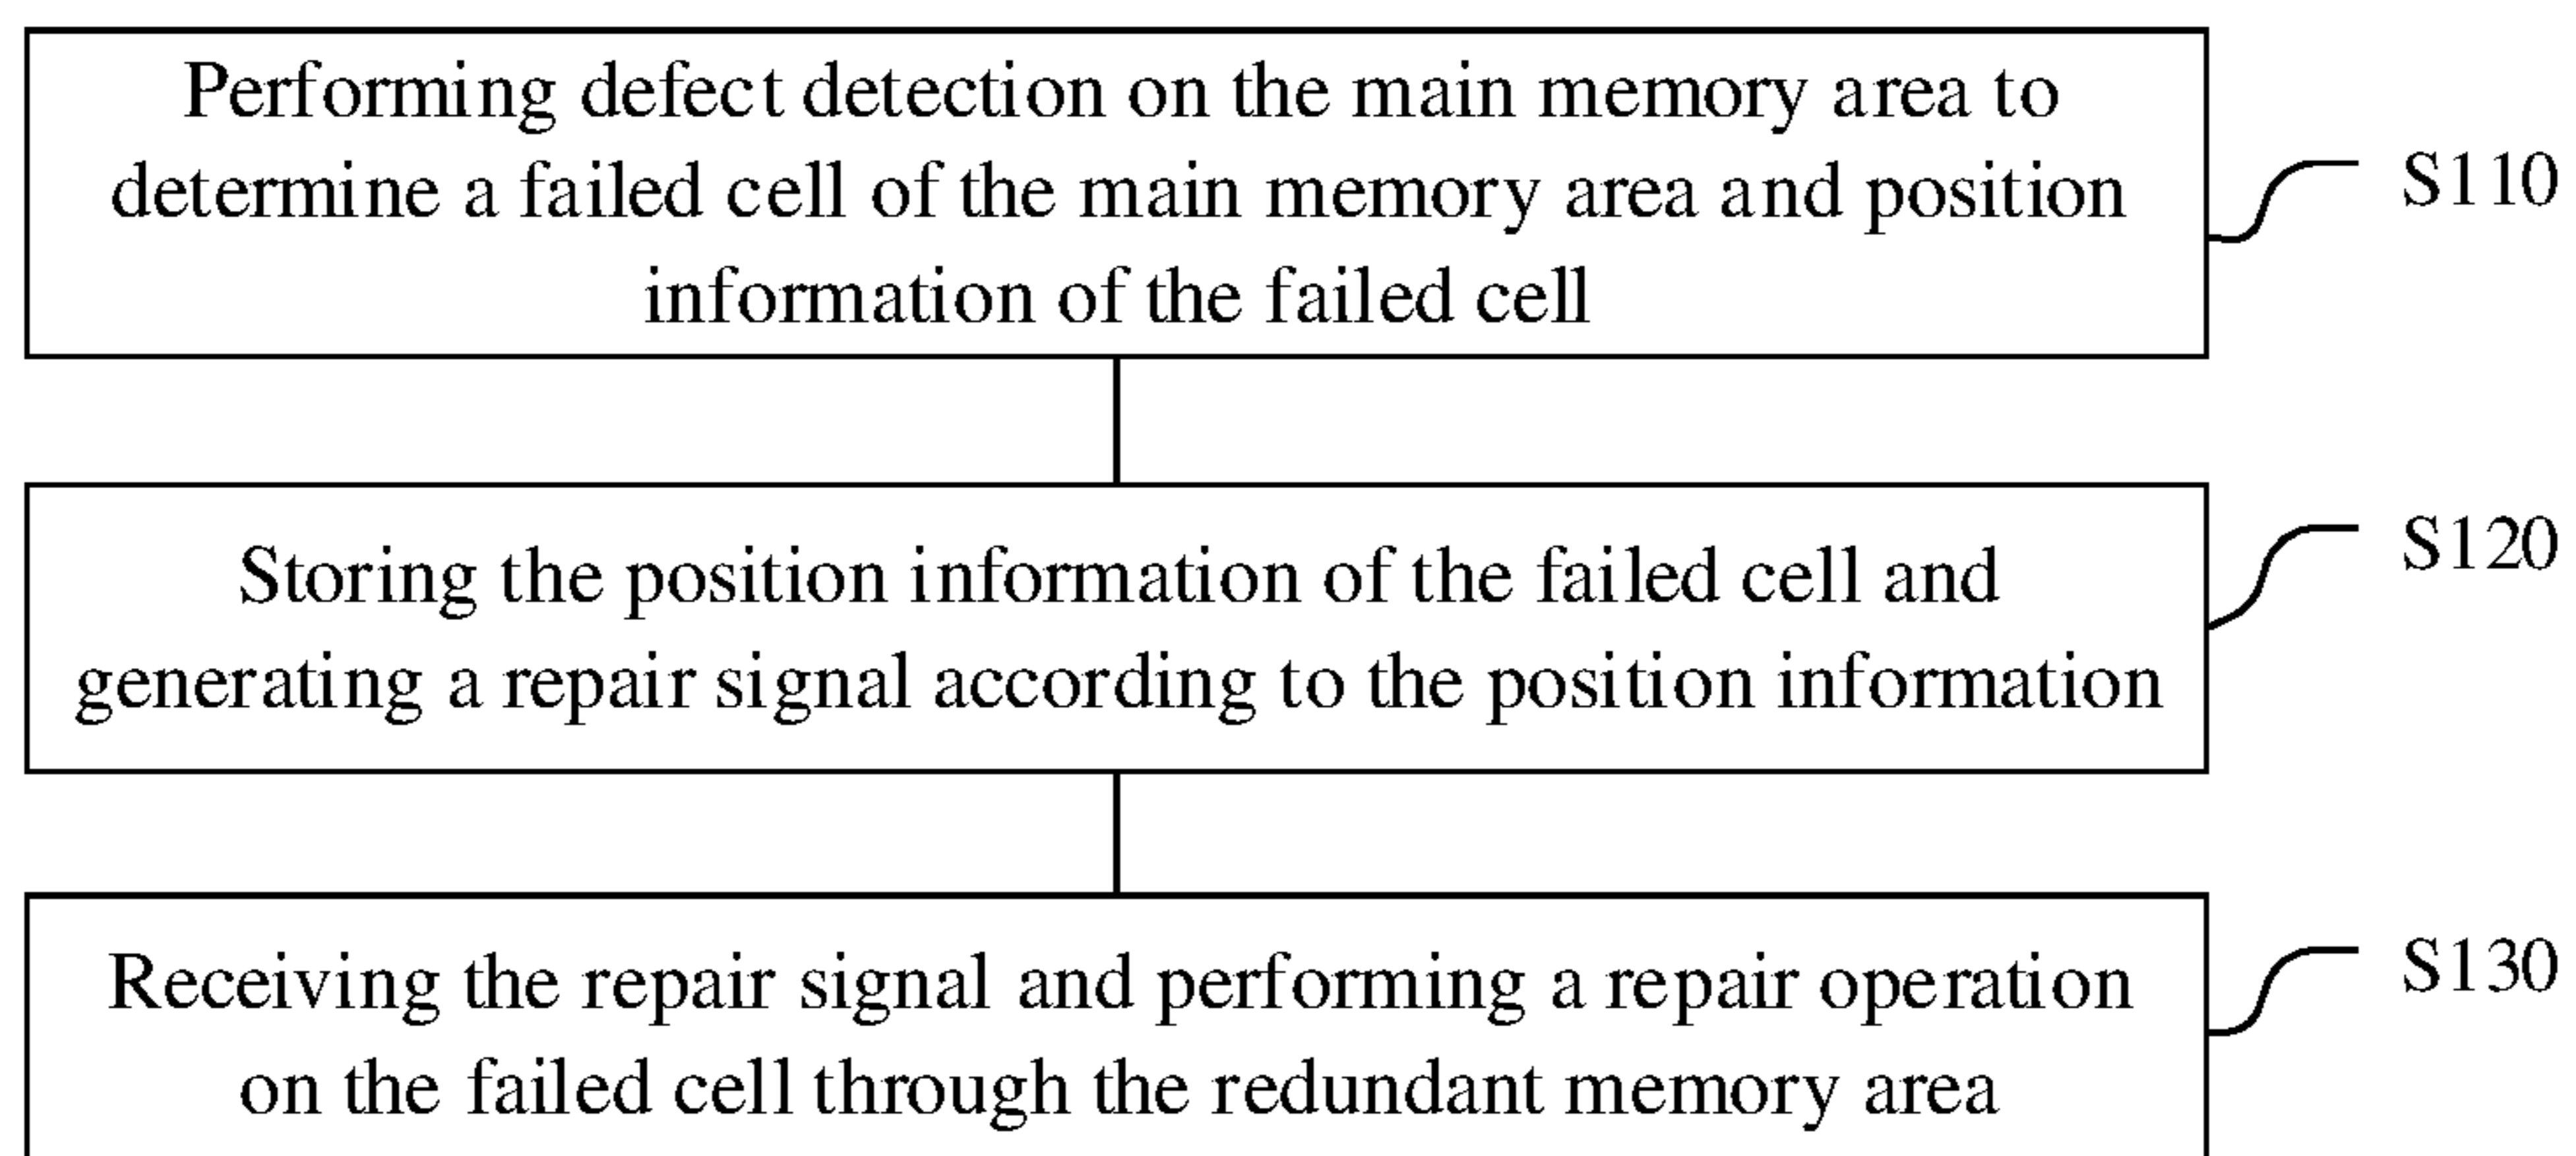 Performing defect detection on the main memory area to
determine a failed cell of the main memory area and position
information of the failed cell
S110
Storing the position information of the failed cell and
generating a repair signal according to the position information
S120
Receiving the repair signal and performing a repair operation
on the failed cell through the redundant memory area
S130